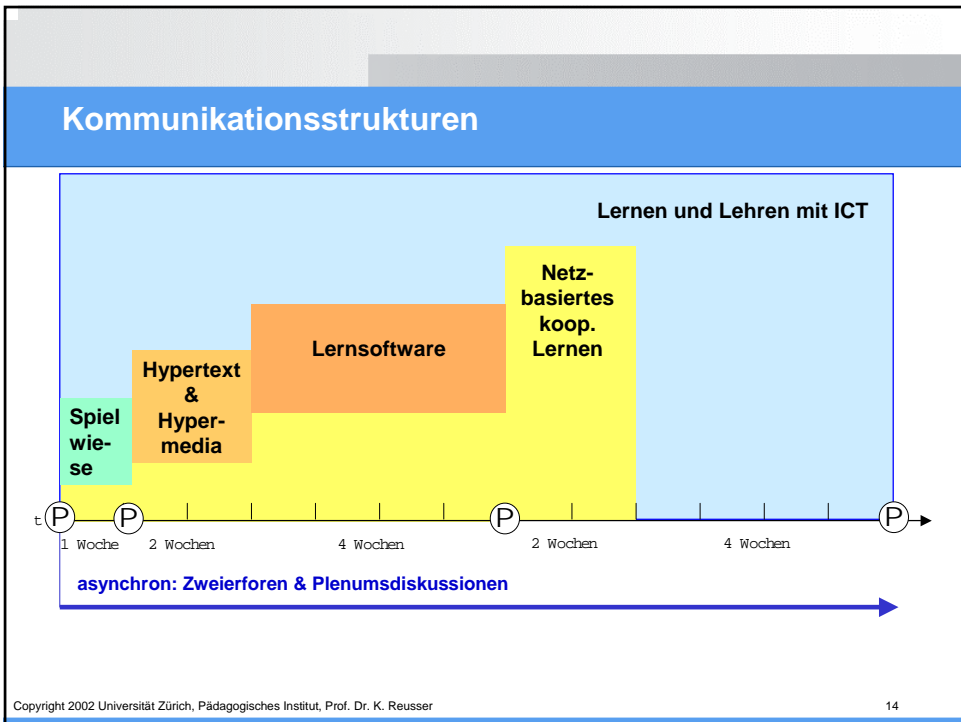 Kommunikationsstrukturen
Lernen und Lehren mit ICT
Netz-
basiertes
koop.
Lernen
Lernsoftware
Hypertext
&
Hyper-
media
Spiel
wie-
se
t P P P P
1 Woche 2 Wochen 4 Wochen 2 Wochen 4 Wochen
asynchron: Zweierforen & Plenumsdiskussionen
Copyright 2002 Universität Zürich, Pädagogisches Institut, Prof. Dr. K. Reusser 14